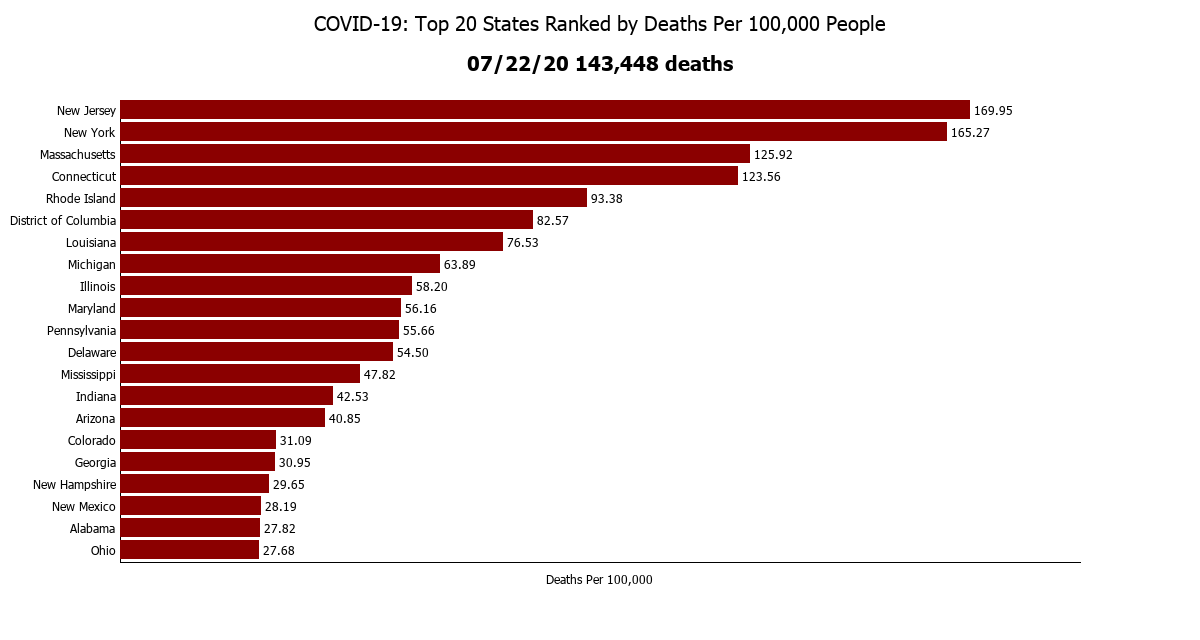 COVID-19: Top 20 States Ranked by Deaths Per 100,000 People
07/22/20 143,448 deaths
New Jersey 169.95
New York 165.27
Massachusetts 125.92
Connecticut 123.56
Rhode Island 93.38
District of Columbia 82.57
Louisiana 76.53
Michigan 63.89
Illinois 58.20
Maryland 56.16
Pennsylvania 55.66
Delaware 54.50
Mississippi 47.82
Indiana 42.53
Arizona 40.85
Colorado 31.09
Georgia 30.95
New Hampshire 29.65
New Mexico 28.19
Alabama 27.82
Ohio 27.68
Deaths Per 100,000